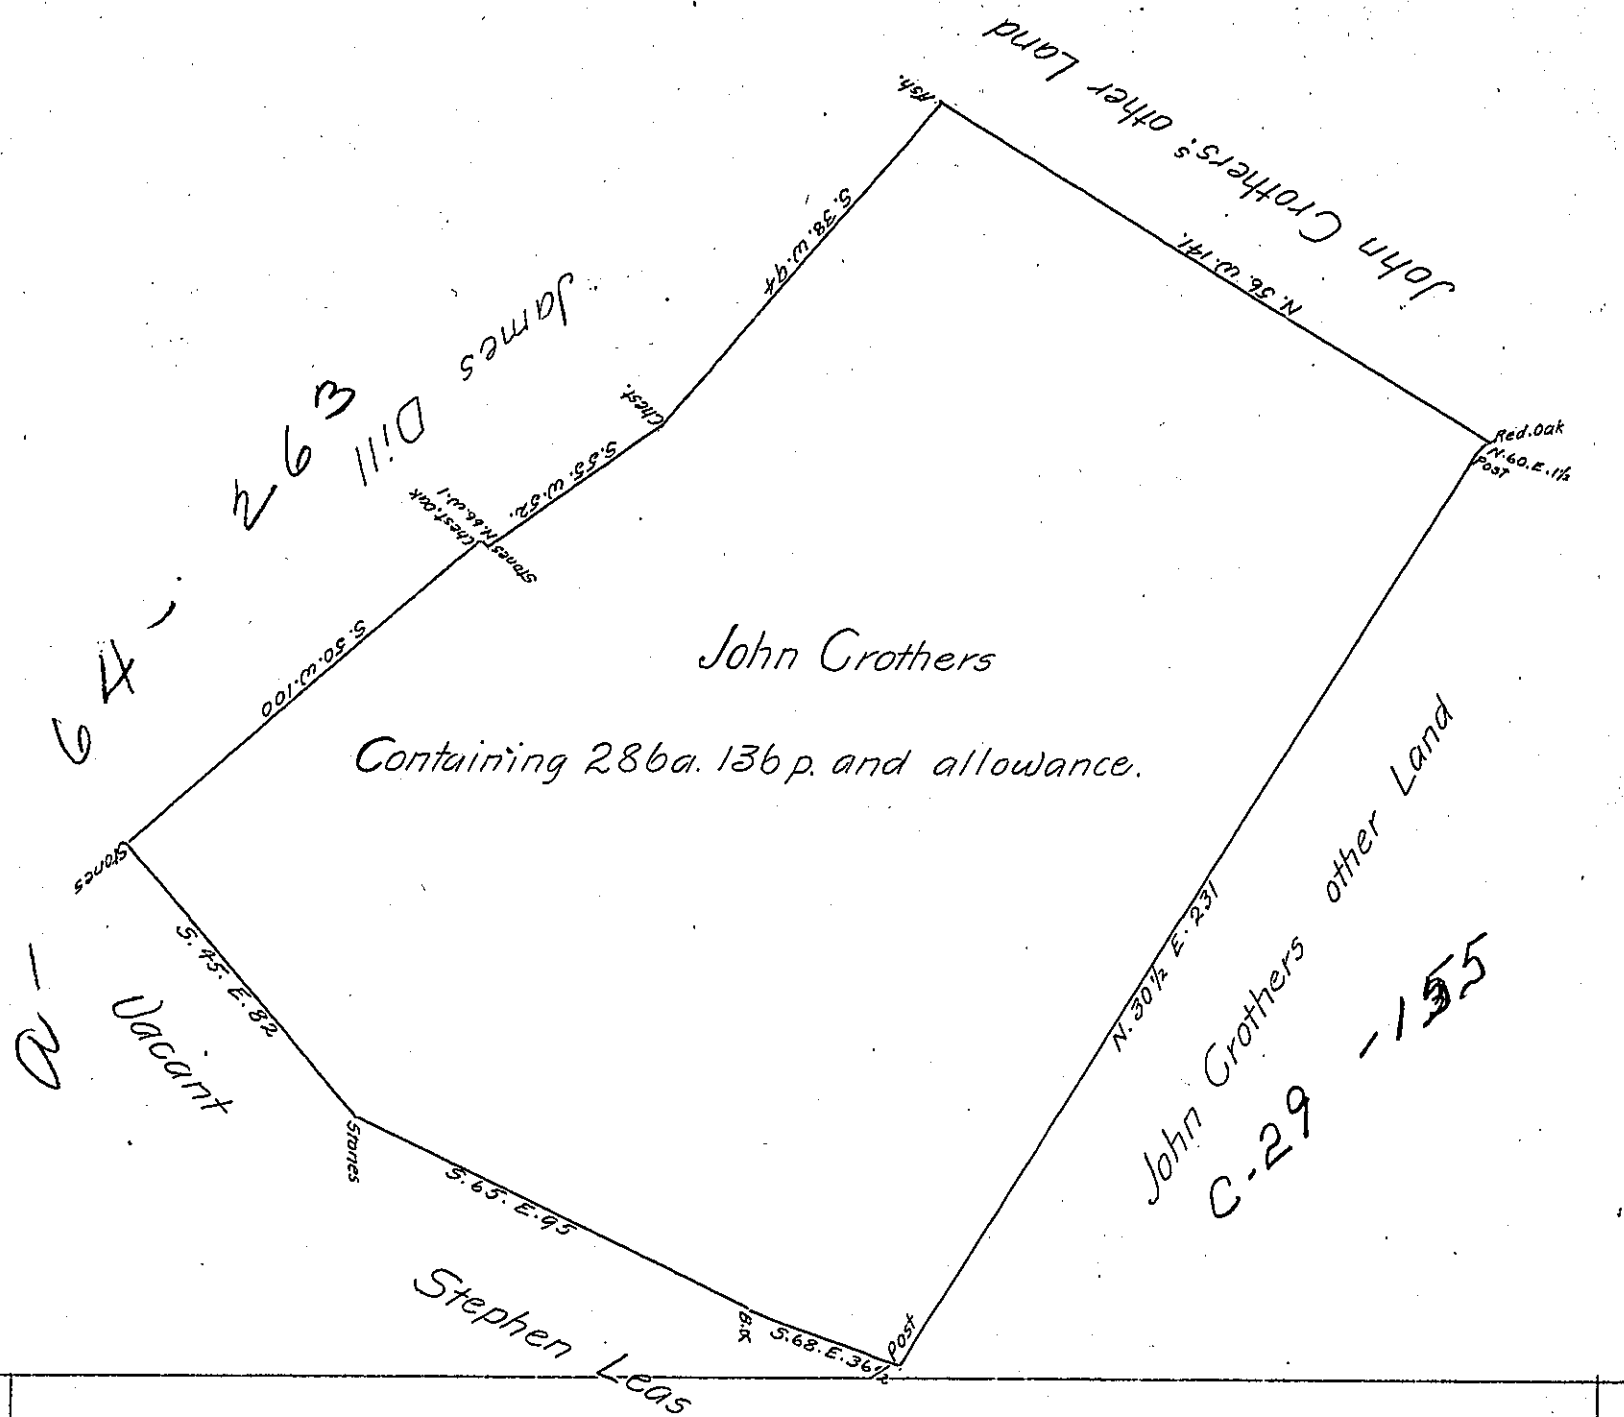 John Crothers:s other Land
Ash.
S. 38. W. 94
N. 56. W. 141.
James Dill
Chest.
S. 55. W. 52.
N. 66. W. 1
Chest. Oak
Stones
Red. Oak
N. 60. E. 1½
Post
S. 50. W. 100
John Crothers
Containing 286a. 136 p. and allowance.
Stones
S. 45. E. 82
Vacant
Stones
S. 65. E. 95
Stephen Leas
B.O.
S. 68. E. 36½
Post
N. 30½ E. 231
John Crothers other Land
C-29 -155
64-
263